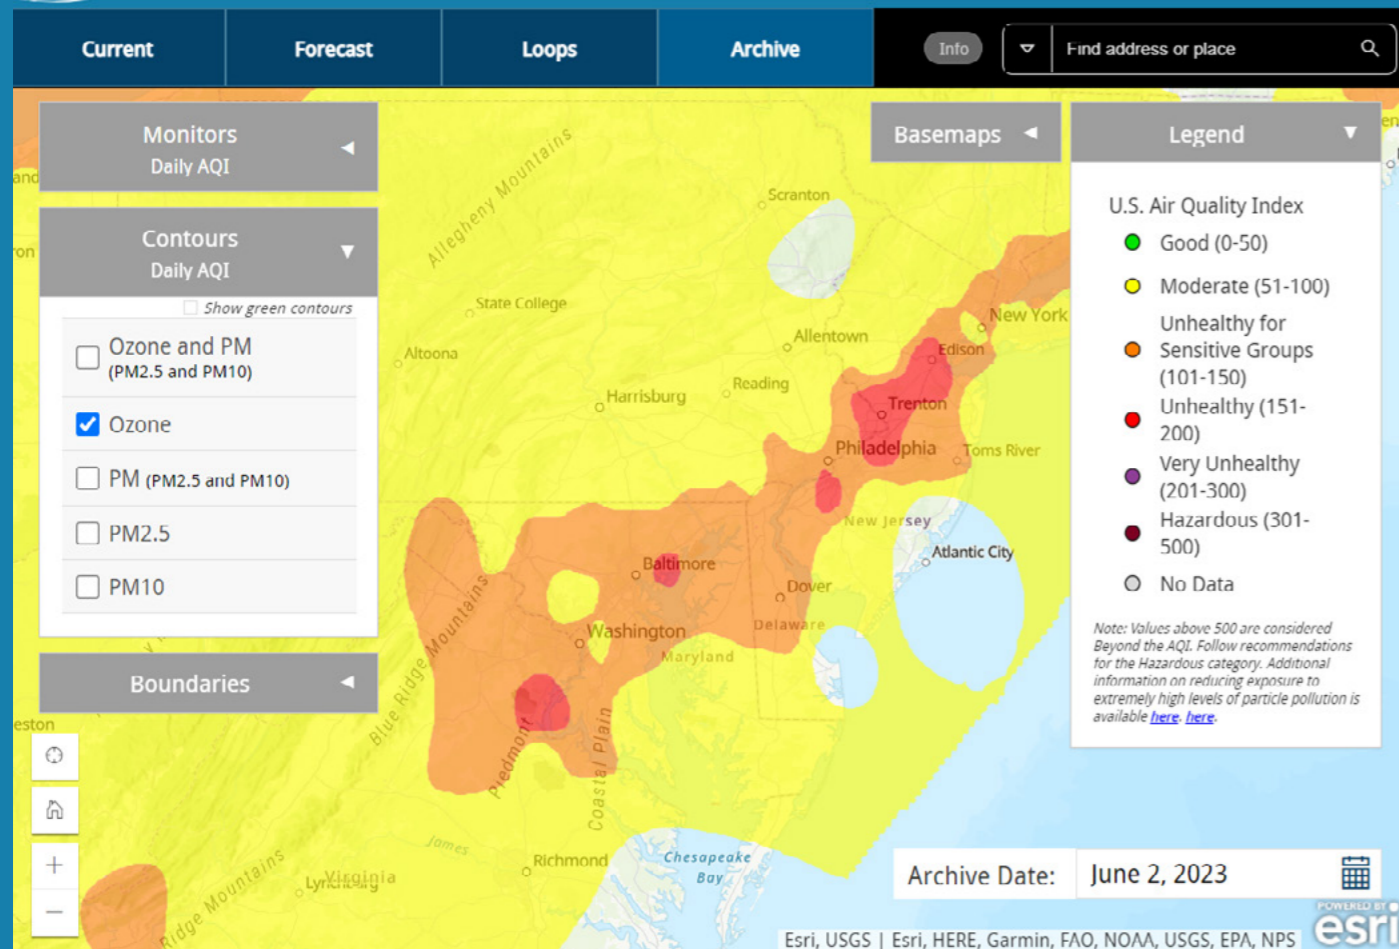 Current
Forecast
Loops
Archive
Info
Find address or place
Monitors
Daily AQI
Contours
Daily AQI
Show green contours
Ozone and PM
(PM2.5 and PM10)
Ozone
PM (PM2.5 and PM10)
PM2.5
PM10
Boundaries
Basemaps
Legend
U.S. Air Quality Index
Good (0-50)
Moderate (51-100)
Unhealthy for
Sensitive Groups
(101-150)
Unhealthy (151-
200)
Very Unhealthy
(201-300)
Hazardous (301-
500)
No Data
Note: Values above 500 are considered
Beyond the AQI. Follow recommendations
for the Hazardous category. Additional
information on reducing exposure to
extremely high levels of particle pollution is
available here. here.
Allegheny Mountains
Scranton
State College
Altoona
Allentown
New York
Edison
Harrisburg
Reading
Trenton
Philadelphia
Toms River
New Jersey
Atlantic City
Baltimore
Dover
Delaware
Washington
Maryland
Blue Ridge Mountains
Piedmont
Coastal Plain
James
Richmond
Chesapeake
Bay
Lynchburg
Virginia
Ridge Mountains
eston
and
ron
en
+
−
Archive Date:
June 2, 2023
POWERED BY
esri
Esri, USGS | Esri, HERE, Garmin, FAO, NOAA, USGS, EPA, NPS